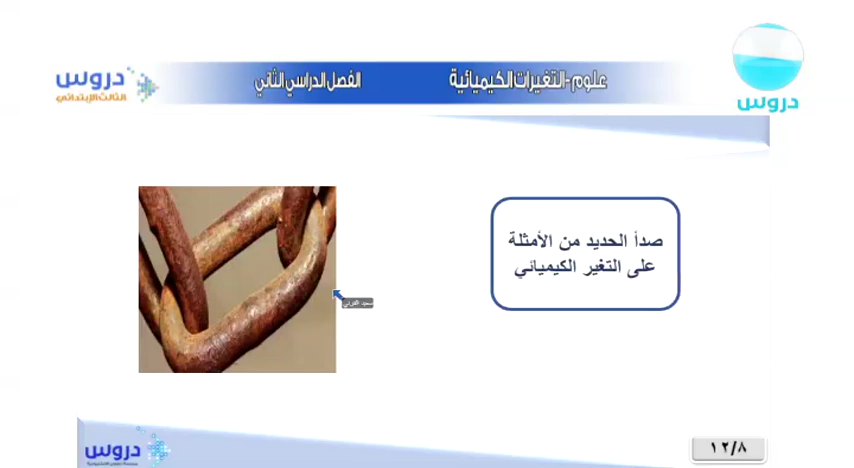 دروس
علوم-التغيرات الكيميائية
الفصل الدراسي الثاني
دروس
الثالث الابتدائي
صدأ الحديد من الأمثلة
على التغير الكيميائي
دروس
١٢/٨